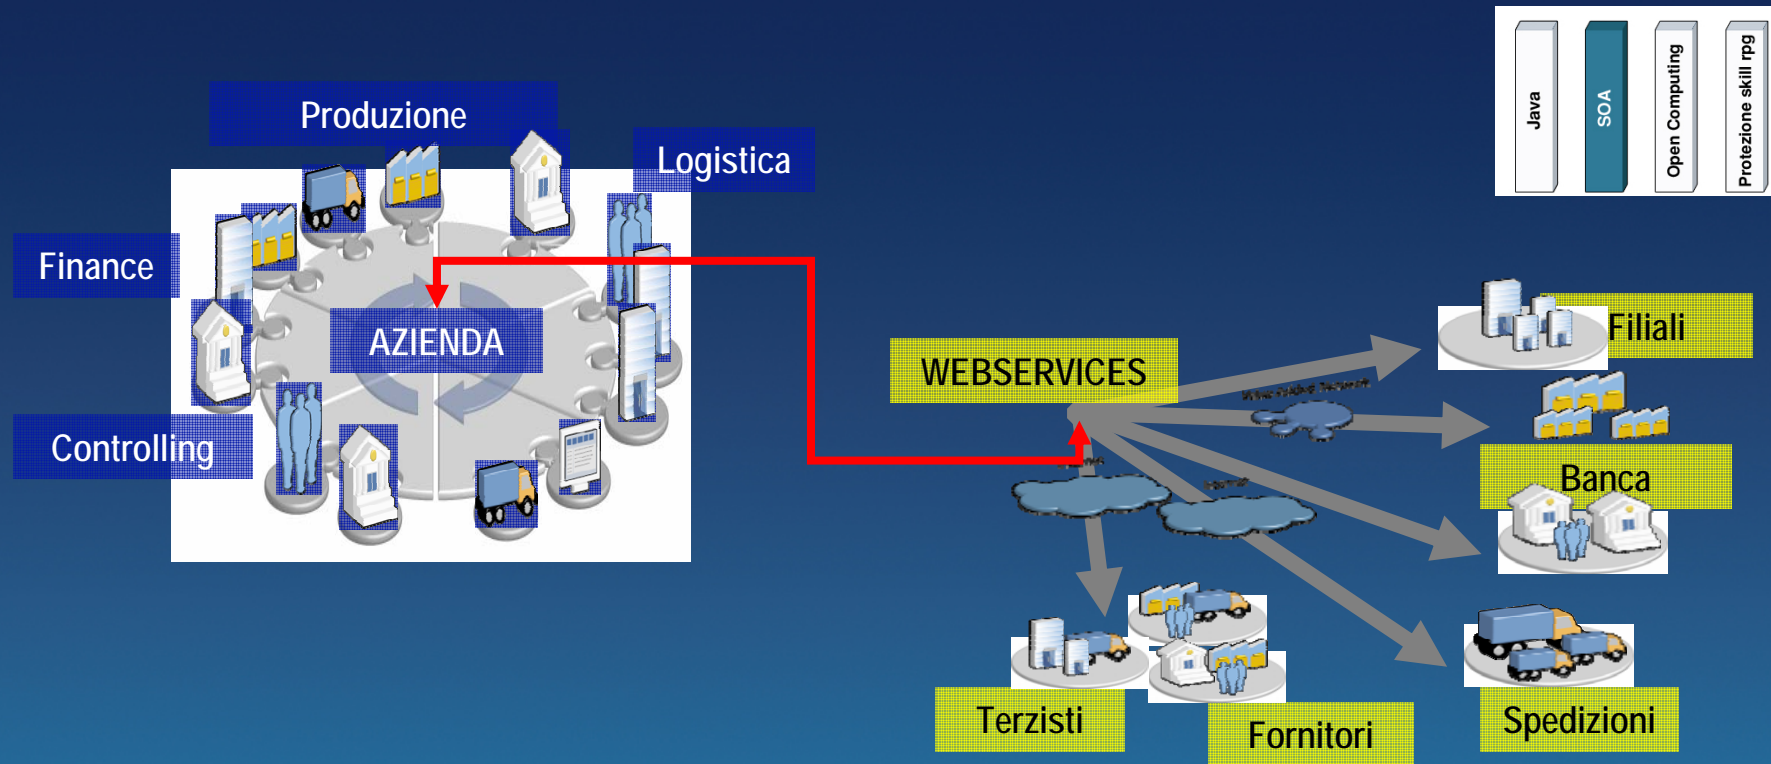 Java
SOA
Open Computing
Protezione skill rpg
Produzione
Logistica
Finance
AZIENDA
Controlling
WEBSERVICES
Filiali
Banca
Terzisti
Fornitori
Spedizioni